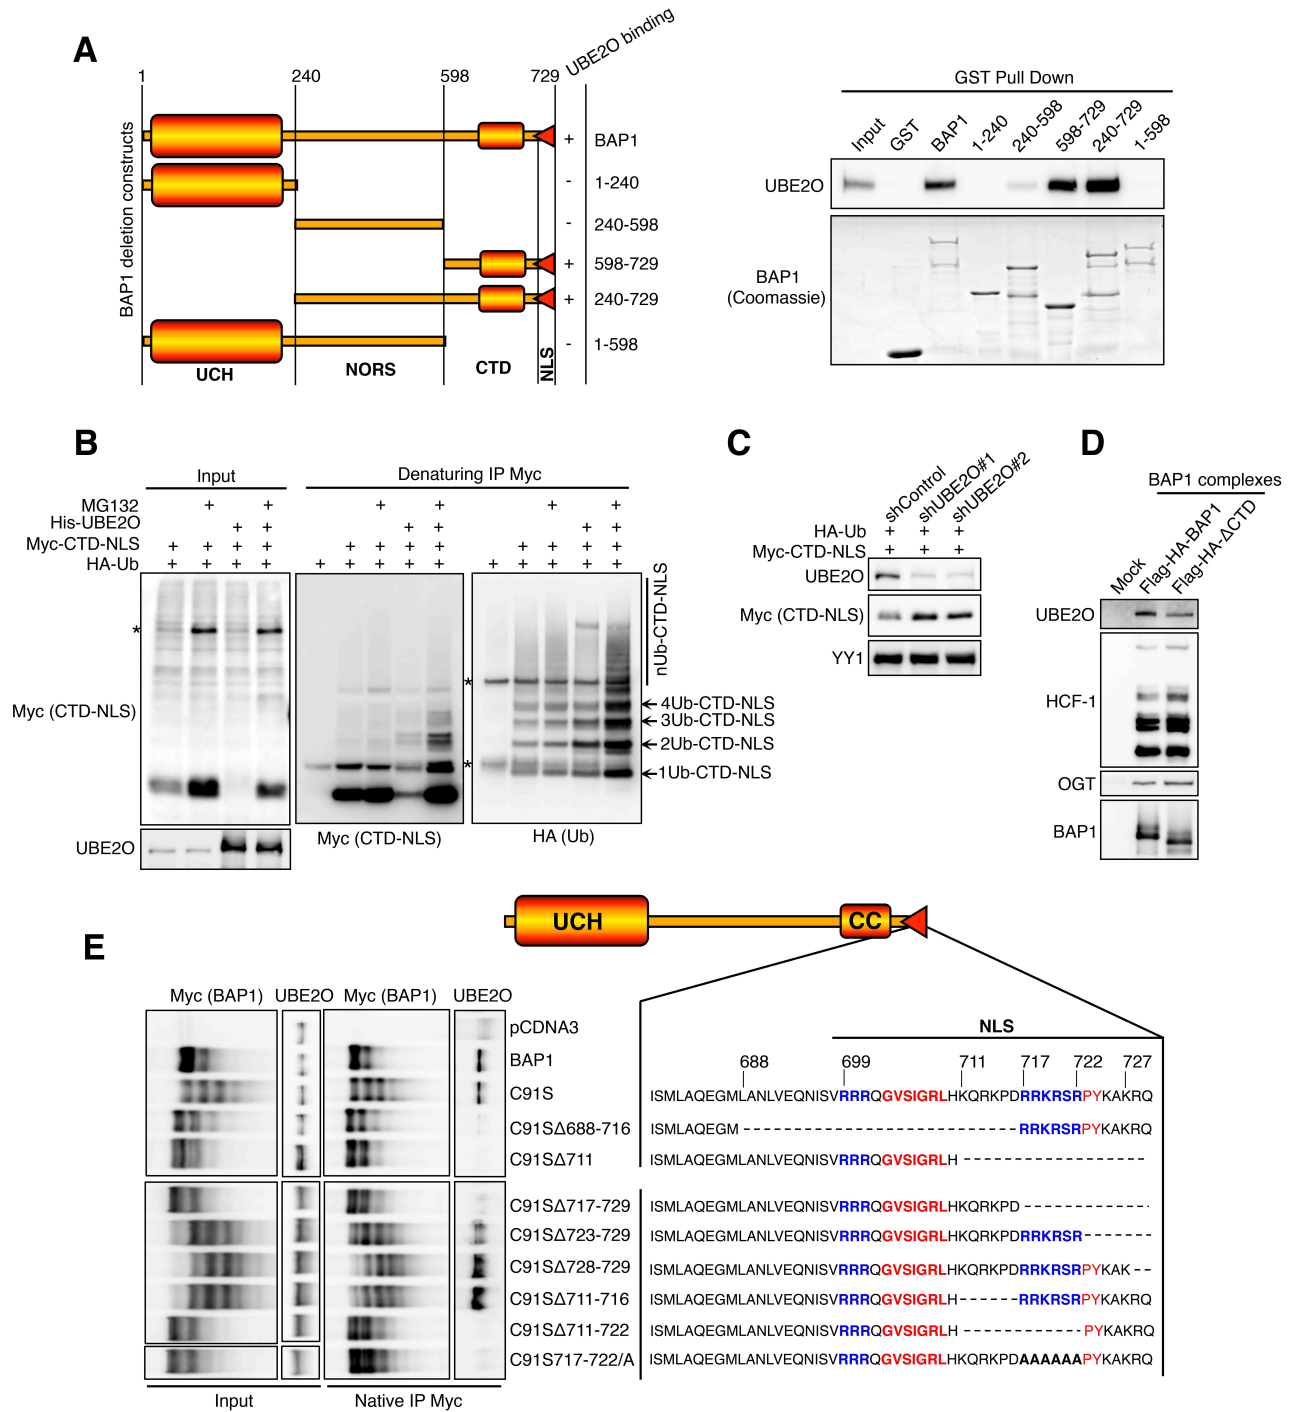 A
1 240 598 729 UBE2O binding
BAP1 deletion constructs
+ BAP1
- 1-240
- 240-598
+ 598-729
+ 240-729
- 1-598
UCH NORS CTD NLS
GST Pull Down
Input GST BAP1 1-240 240-598 598-729 240-729 1-598
UBE2O
BAP1
(Coomassie)
B
Input Denaturing IP Myc
MG132 + + + + + +
His-UBE2O + + + + + +
Myc-CTD-NLS + + + + + + + + + + + +
HA-Ub + + + + + + + + + + + + + +
*
Myc (CTD-NLS)
UBE2O
*
*
nUb-CTD-NLS
4Ub-CTD-NLS
3Ub-CTD-NLS
2Ub-CTD-NLS
1Ub-CTD-NLS
Myc (CTD-NLS) HA (Ub)
C
shControl shUBE2O#1 shUBE2O#2
HA-Ub + + +
Myc-CTD-NLS + + +
UBE2O
Myc (CTD-NLS)
YY1
D
BAP1 complexes
Mock Flag-HA-BAP1 Flag-HA-ΔCTD
UBE2O
HCF-1
OGT
BAP1
E
UCH CC
Myc (BAP1) UBE2O Myc (BAP1) UBE2O
NLS
688 699 711 717 722 727
pCDNA3
BAP1
C91S ISMLAQEGMLANLVEQNISVRRRQGVSIGRLHKQRKPDRRKRSRPYKAKRQ
C91SΔ688-716 ISMLAQEGM----------------------------RRKRSRPYKAKRQ
C91SΔ711 ISMLAQEGMLANLVEQNISVRRRQGVSIGRLH------------------
C91SΔ717-729 ISMLAQEGMLANLVEQNISVRRRQGVSIGRLHKQRKPD------------
C91SΔ723-729 ISMLAQEGMLANLVEQNISVRRRQGVSIGRLHKQRKPDRRKRSR------
C91SΔ728-729 ISMLAQEGMLANLVEQNISVRRRQGVSIGRLHKQRKPDRRKRSRPYKAK--
C91SΔ711-716 ISMLAQEGMLANLVEQNISVRRRQGVSIGRLH------RRKRSRPYKAKRQ
C91SΔ711-722 ISMLAQEGMLANLVEQNISVRRRQGVSIGRLH------------PYKAKRQ
C91S717-722/A ISMLAQEGMLANLVEQNISVRRRQGVSIGRLHKQRKPDAAAAAAPYKAKRQ
Input Native IP Myc